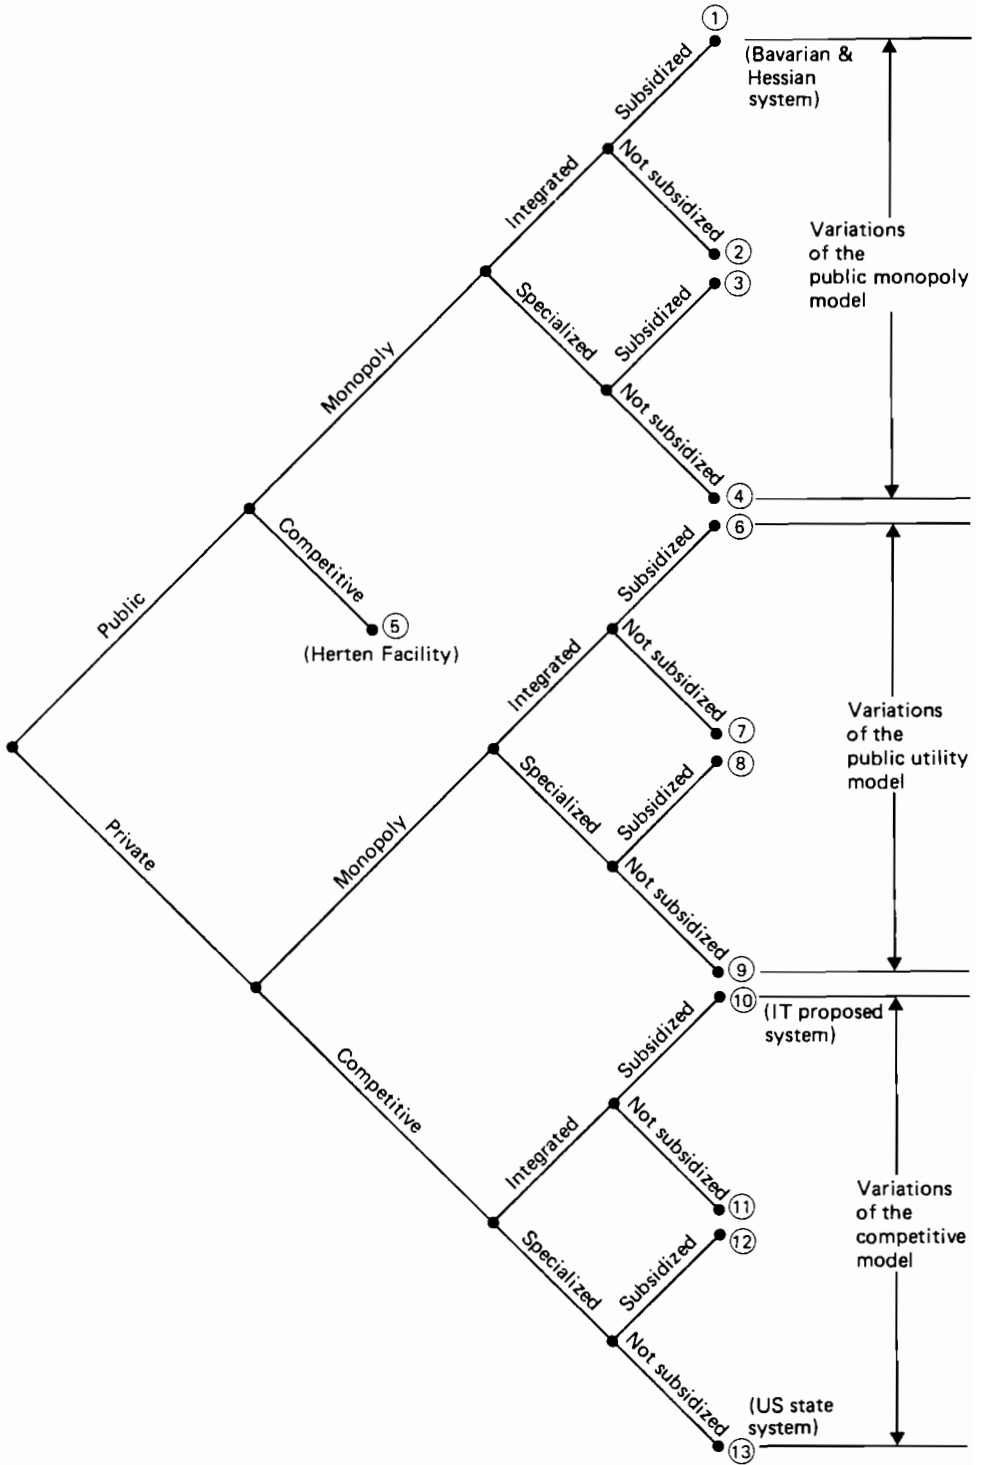 1
(Bavarian &
Hessian
system)
Subsidized
Integrated
Not subsidized
2
3
Variations
of the
public monopoly
model
Specialized
Subsidized
Monopoly
Not subsidized
4
6
Competitive
Subsidized
Public
5
(Herten Facility)
Integrated
Not subsidized
7
8
Variations
of the
public utility
model
Specialized
Subsidized
Private
Monopoly
Not subsidized
9
10
(IT proposed
system)
Subsidized
Competitive
Integrated
Not subsidized
11
12
Variations
of the
competitive
model
Specialized
Subsidized
Not subsidized
(US state
system)
13